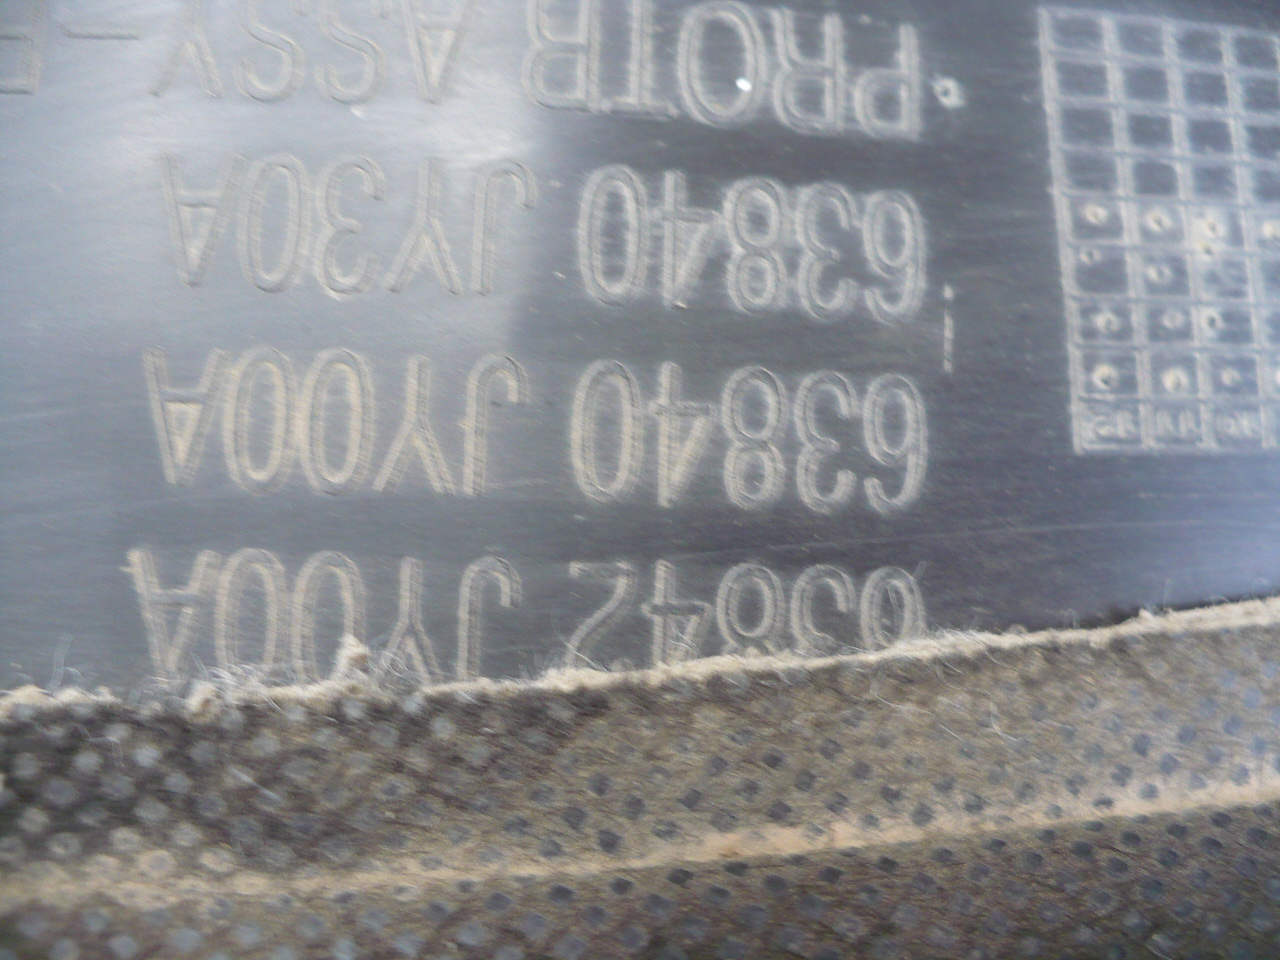 63842 JY00A
63840 JY00A
63840 JY30A
PROTR ASSY -